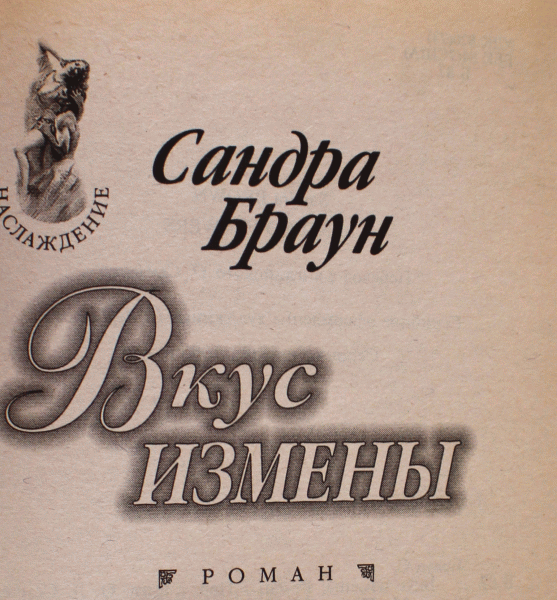 НАСЛАЖДЕНИЕ
Сандра
Браун
Вкус
ИЗМЕНЫ
РОМАН